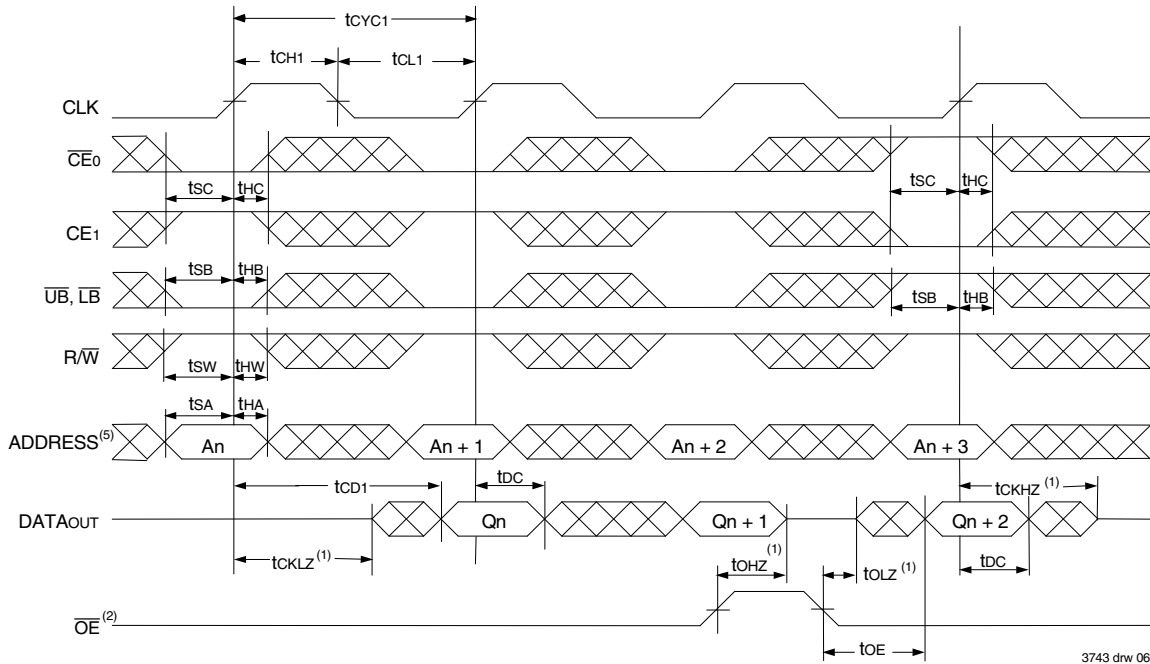 tCYC1
tCH1 tCL1
CLK
CE0
tSC tHC tSC tHC
CE1
tSB tHB
UB, LB
tSB tHB
R/W
tSW tHW
tSA tHA
ADDRESS(5) An An + 1 An + 2 An + 3
tCD1 tDC tCKHZ (1)
DATAOUT Qn Qn + 1 Qn + 2
tCKLZ (1) tOHZ (1) tOLZ (1) tDC
OE (2)
tOE
3743 drw 06